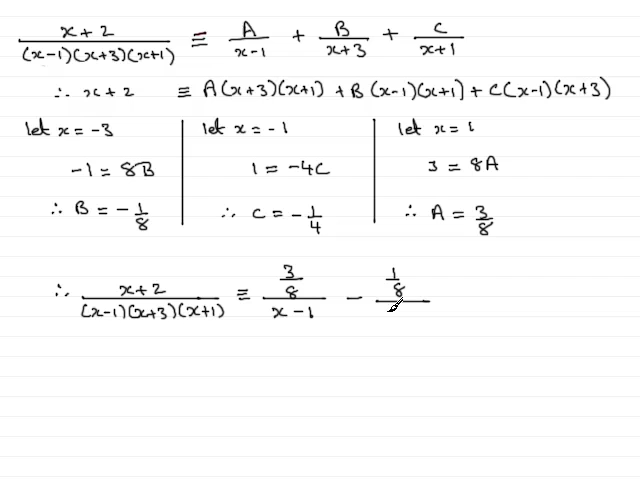 x+2 / (x-1)(x+3)(x+1) ≡ A / x-1 + B / x+3 + C / x+1
∴ x+2 ≡ A(x+3)(x+1) + B(x-1)(x+1) + C(x-1)(x+3)
let x = -3 | let x = -1 | let x = 1
-1 = 8B | 1 = -4C | 3 = 8A
∴ B = -1/8 | ∴ C = -1/4 | ∴ A = 3/8
∴ x+2 / (x-1)(x+3)(x+1) ≡ 3/8 / x-1 - 1/8 /